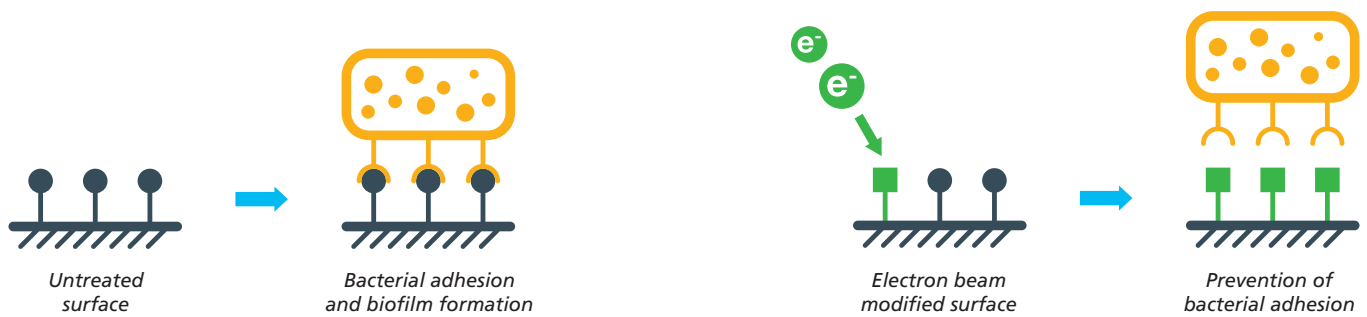 e⁻
e⁻
Untreated
surface
Bacterial adhesion
and biofilm formation
Electron beam
modified surface
Prevention of
bacterial adhesion